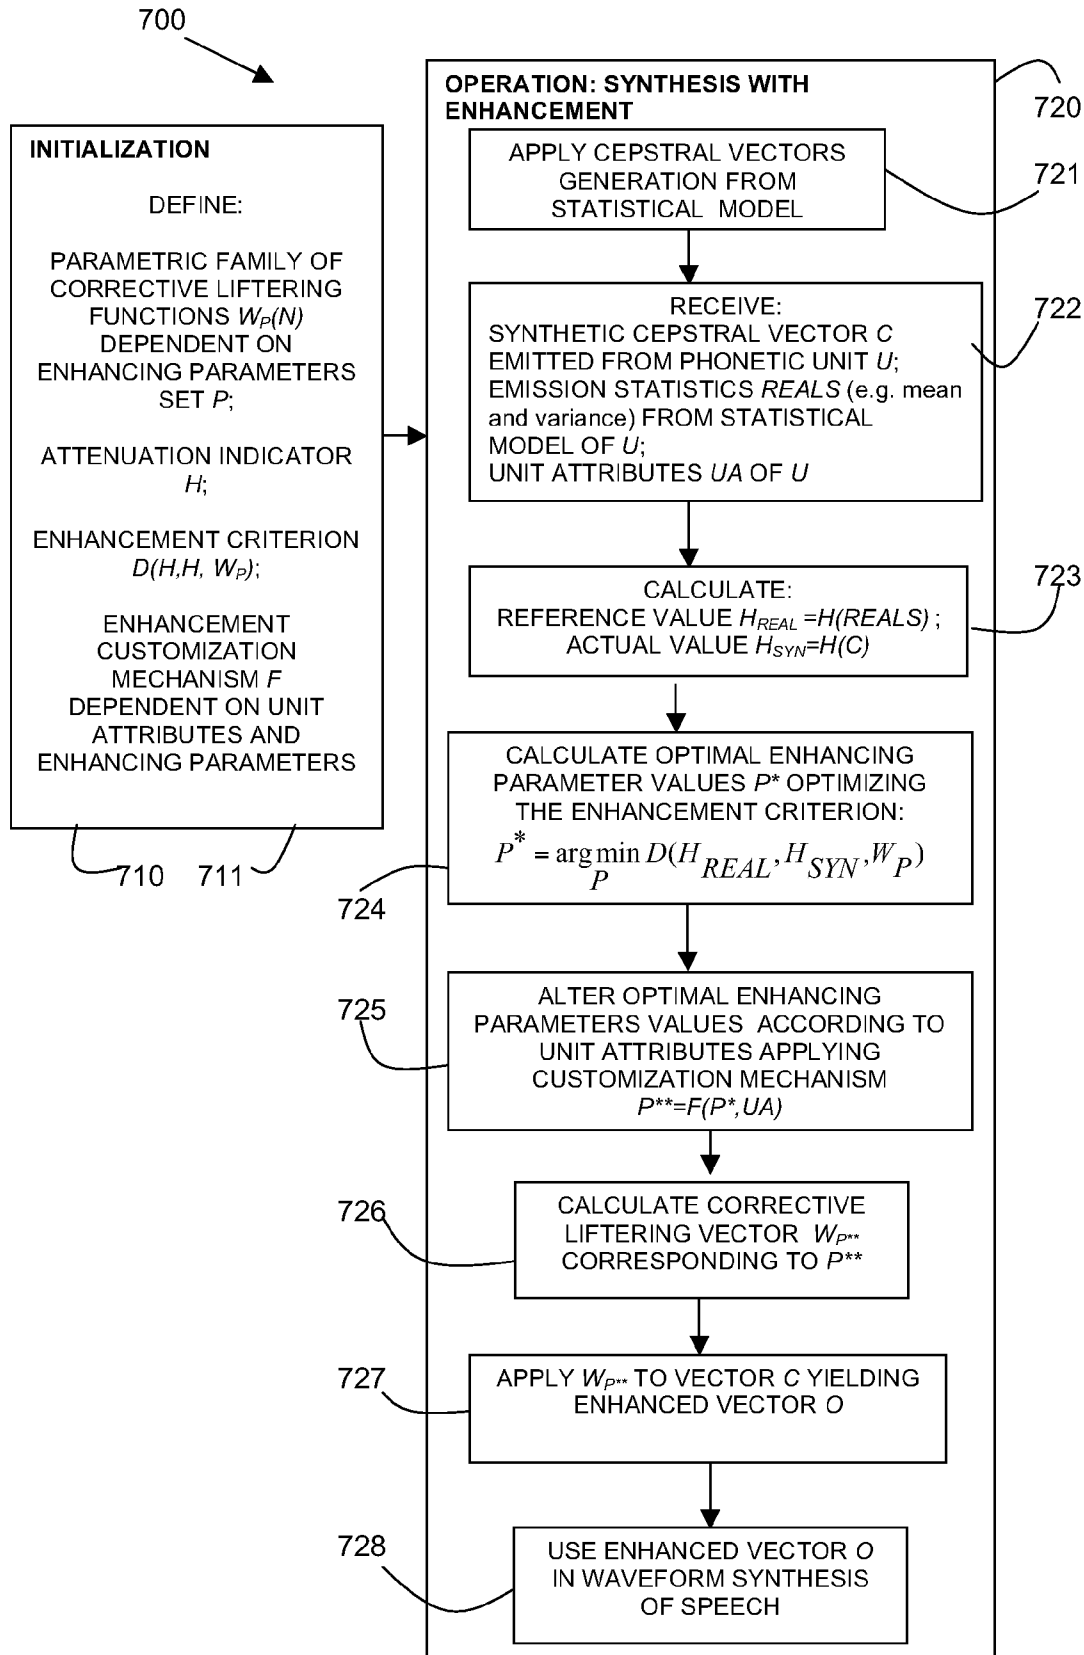 700
INITIALIZATION
DEFINE:
PARAMETRIC FAMILY OF
CORRECTIVE LIFTERING
FUNCTIONS W_P(N)
DEPENDENT ON
ENHANCING PARAMETERS
SET P;
ATTENUATION INDICATOR
H;
ENHANCEMENT CRITERION
D(H,H, W_P);
ENHANCEMENT
CUSTOMIZATION
MECHANISM F
DEPENDENT ON UNIT
ATTRIBUTES AND
ENHANCING PARAMETERS
710
711
OPERATION: SYNTHESIS WITH
ENHANCEMENT
720
APPLY CEPSTRAL VECTORS
GENERATION FROM
STATISTICAL MODEL
721
RECEIVE:
SYNTHETIC CEPSTRAL VECTOR C
EMITTED FROM PHONETIC UNIT U;
EMISSION STATISTICS REALS (e.g. mean
and variance) FROM STATISTICAL
MODEL OF U;
UNIT ATTRIBUTES UA OF U
722
CALCULATE:
REFERENCE VALUE H_REAL =H(REALS) ;
ACTUAL VALUE H_SYN=H(C)
723
CALCULATE OPTIMAL ENHANCING
PARAMETER VALUES P* OPTIMIZING
THE ENHANCEMENT CRITERION:
P* = arg min_P D(H_REAL, H_SYN, W_P)
724
ALTER OPTIMAL ENHANCING
PARAMETERS VALUES ACCORDING TO
UNIT ATTRIBUTES APPLYING
CUSTOMIZATION MECHANISM
P**=F(P*,UA)
725
CALCULATE CORRECTIVE
LIFTERING VECTOR W_P**
CORRESPONDING TO P**
726
APPLY W_P** TO VECTOR C YIELDING
ENHANCED VECTOR O
727
USE ENHANCED VECTOR O
IN WAVEFORM SYNTHESIS
OF SPEECH
728